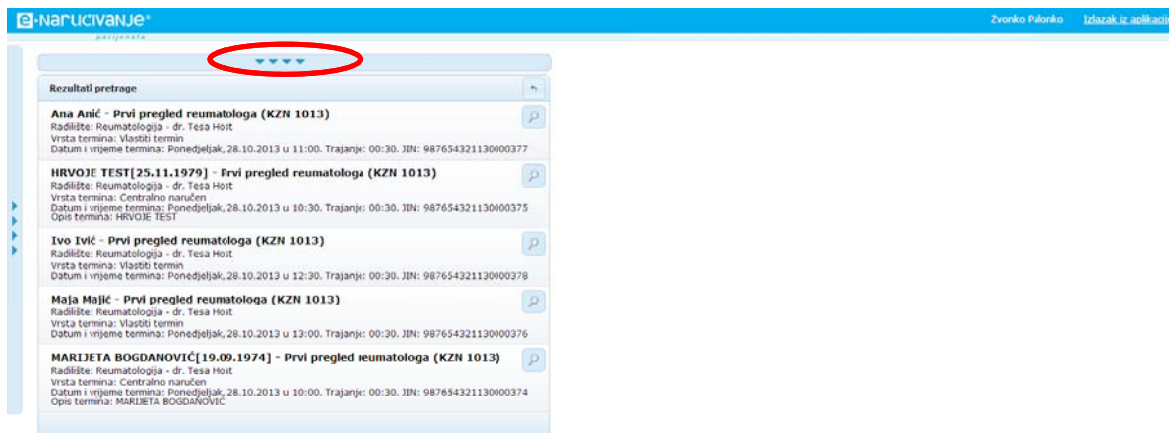 e-Narucivanje®
pacijenata
Zvonko Palonko Izlazak iz aplikacije
Rezultati pretrage
Ana Anić - Prvi pregled reumatologa (KZN 1013)
Radilište: Reumatologija - dr. Tesa Hoit
Vrsta termina: Vlastiti termin
Datum i vrijeme termina: Ponedjeljak,28.10.2013 u 11:00. Trajanje: 00:30. JIN: 987654321130I00377
HRVOJE TEST[25.11.1979] - Prvi pregled reumatologa (KZN 1013)
Radilište: Reumatologija - dr. Tesa Hoit
Vrsta termina: Centralno naručen
Datum i vrijeme termina: Ponedjeljak,28.10.2013 u 10:30. Trajanje: 00:30. JIN: 987654321130I00375
Opis termina: HRVOJE TEST
Ivo Ivić - Prvi pregled reumatologa (KZN 1013)
Radilište: Reumatologija - dr. Tesa Hoit
Vrsta termina: Vlastiti termin
Datum i vrijeme termina: Ponedjeljak,28.10.2013 u 12:30. Trajanje: 00:30. JIN: 987654321130I00378
Maja Majić - Prvi pregled reumatologa (KZN 1013)
Radilište: Reumatologija - dr. Tesa Hoit
Vrsta termina: Vlastiti termin
Datum i vrijeme termina: Ponedjeljak,28.10.2013 u 13:00. Trajanje: 00:30. JIN: 987654321130I00376
MARIJETA BOGDANOVIĆ[19.09.1974] - Prvi pregled reumatologa (KZN 1013)
Radilište: Reumatologija - dr. Tesa Hoit
Vrsta termina: Centralno naručen
Datum i vrijeme termina: Ponedjeljak,28.10.2013 u 10:00. Trajanje: 00:30. JIN: 987654321130I00374
Opis termina: MARIJETA BOGDANOVIĆ